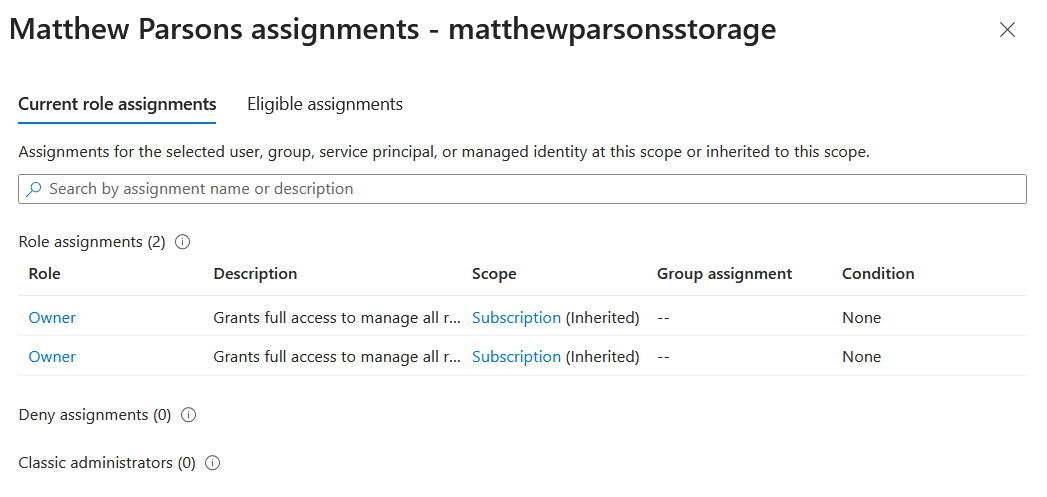 Matthew Parsons assignments - matthewparsonsstorage
Current role assignments Eligible assignments
Assignments for the selected user, group, service principal, or managed identity at this scope or inherited to this scope.
Search by assignment name or description
Role assignments (2)
Role Description Scope Group assignment Condition
Owner Grants full access to manage all r... Subscription (Inherited) -- None
Owner Grants full access to manage all r... Subscription (Inherited) -- None
Deny assignments (0)
Classic administrators (0)